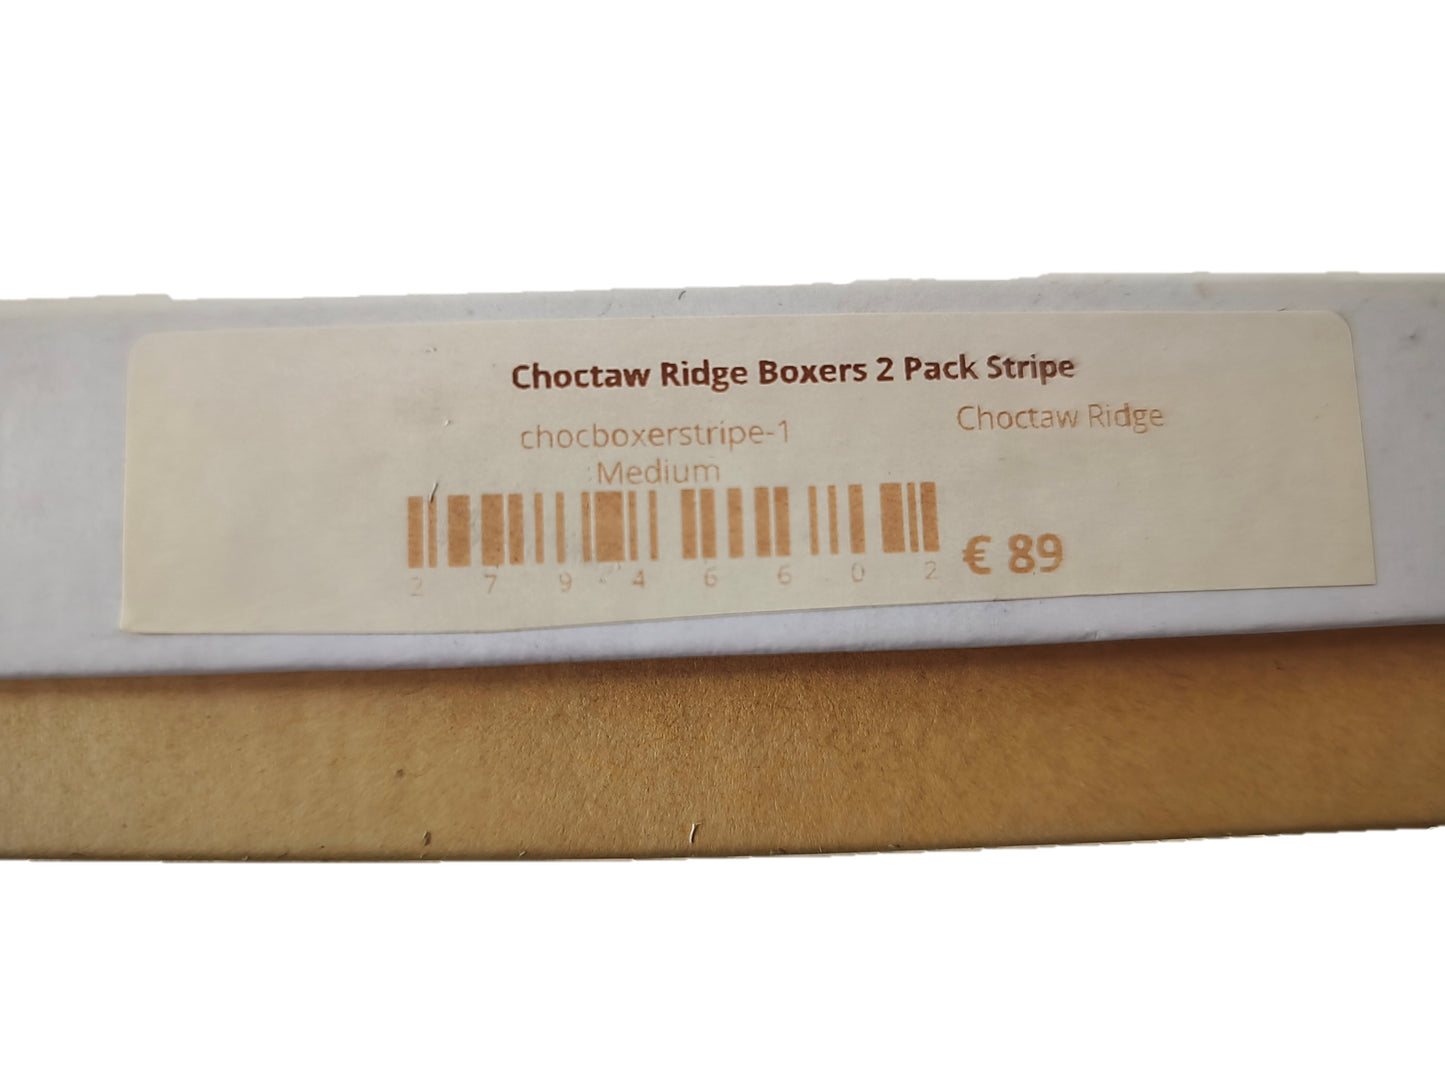 Choctaw Ridge Boxers 2 Pack Stripe
chocboxerstripe-1
Choctaw Ridge
Medium
2 7 9 4 6 6 0 2
€ 89